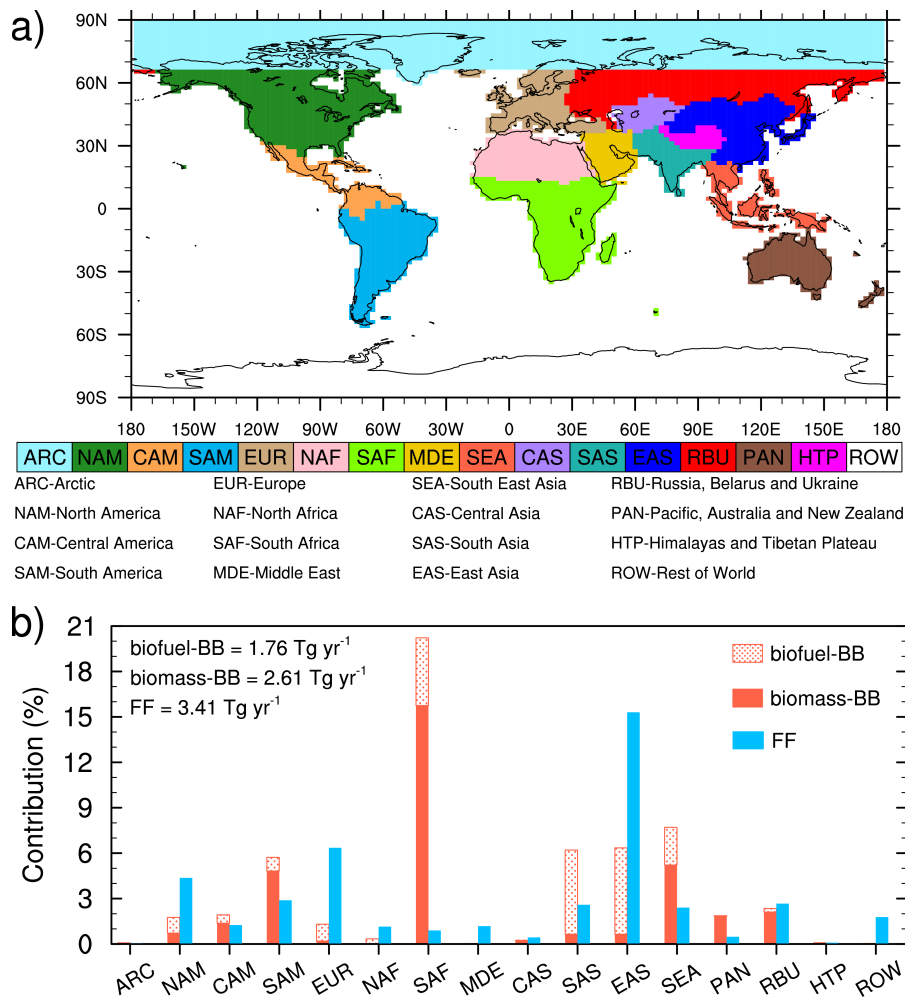 a)
90N
60N
30N
0
30S
60S
90S
180 150W 120W 90W 60W 30W 0 30E 60E 90E 120E 150E 180
ARC NAM CAM SAM EUR NAF SAF MDE SEA CAS SAS EAS RBU PAN HTP ROW
ARC-Arctic EUR-Europe SEA-South East Asia RBU-Russia, Belarus and Ukraine
NAM-North America NAF-North Africa CAS-Central Asia PAN-Pacific, Australia and New Zealand
CAM-Central America SAF-South Africa SAS-South Asia HTP-Himalayas and Tibetan Plateau
SAM-South America MDE-Middle East EAS-East Asia ROW-Rest of World
b)
Contribution (%)
21
18
15
12
9
6
3
0
biofuel-BB = 1.76 Tg yr⁻¹
biomass-BB = 2.61 Tg yr⁻¹
FF = 3.41 Tg yr⁻¹
biofuel-BB
biomass-BB
FF
ARC NAM CAM SAM EUR NAF SAF MDE CAS SAS EAS SEA PAN RBU HTP ROW